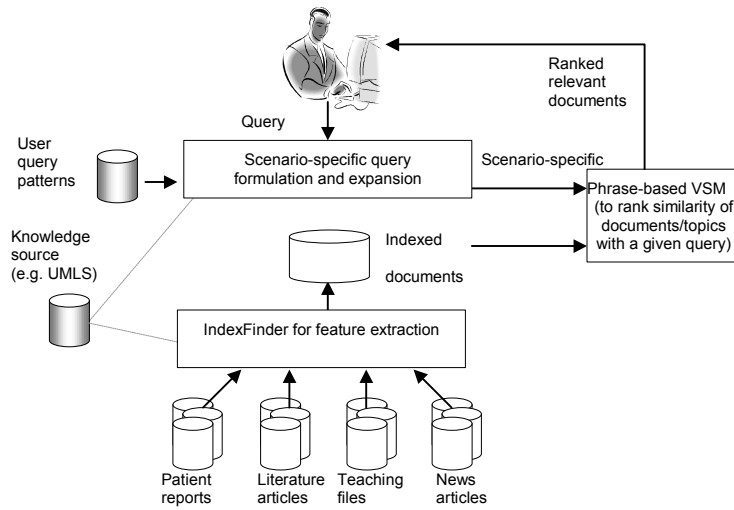 Ranked
relevant
documents
Query
User
query
patterns
Scenario-specific query
formulation and expansion
Scenario-specific
Phrase-based VSM
(to rank similarity of
documents/topics
with a given query)
Knowledge
source
(e.g. UMLS)
Indexed
documents
IndexFinder for feature extraction
Patient
reports
Literature
articles
Teaching
files
News
articles